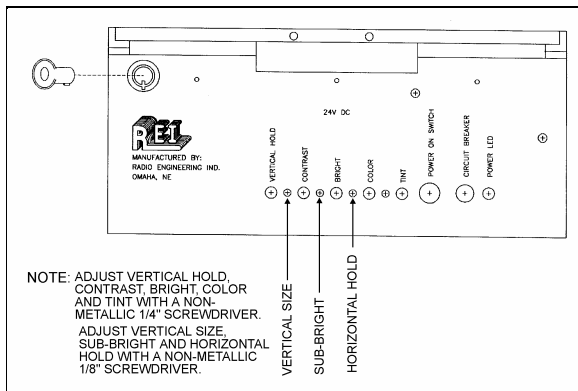 24V DC
REI
MANUFACTURED BY:
RADIO ENGINEERING IND.
OMAHA, NE
VERTICAL HOLD
CONTRAST
BRIGHT
COLOR
TINT
POWER ON SWITCH
CIRCUIT BREAKER
POWER LED
VERTICAL SIZE
SUB-BRIGHT
HORIZONTAL HOLD
NOTE: ADJUST VERTICAL HOLD,
CONTRAST, BRIGHT, COLOR
AND TINT WITH A NON-
METALLIC 1/4" SCREWDRIVER.
ADJUST VERTICAL SIZE,
SUB-BRIGHT AND HORIZONTAL
HOLD WITH A NON-METALLIC
1/8" SCREWDRIVER.